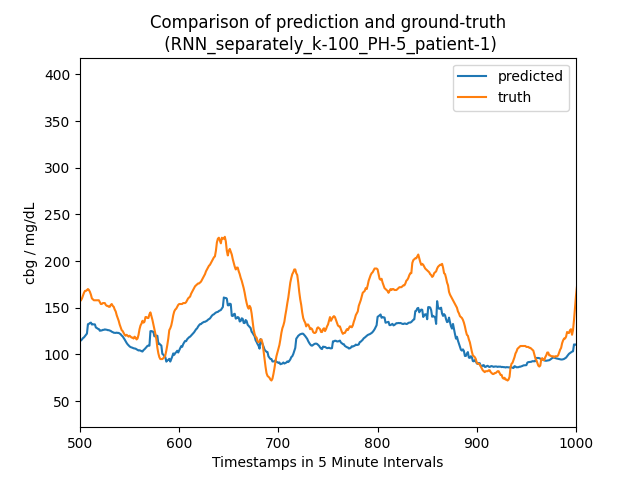 Comparison of prediction and ground-truth
(RNN_separately_k-100_PH-5_patient-1)
predicted
truth
400
350
300
250
200
150
100
50
cbg / mg/dL
500 600 700 800 900 1000
Timestamps in 5 Minute Intervals